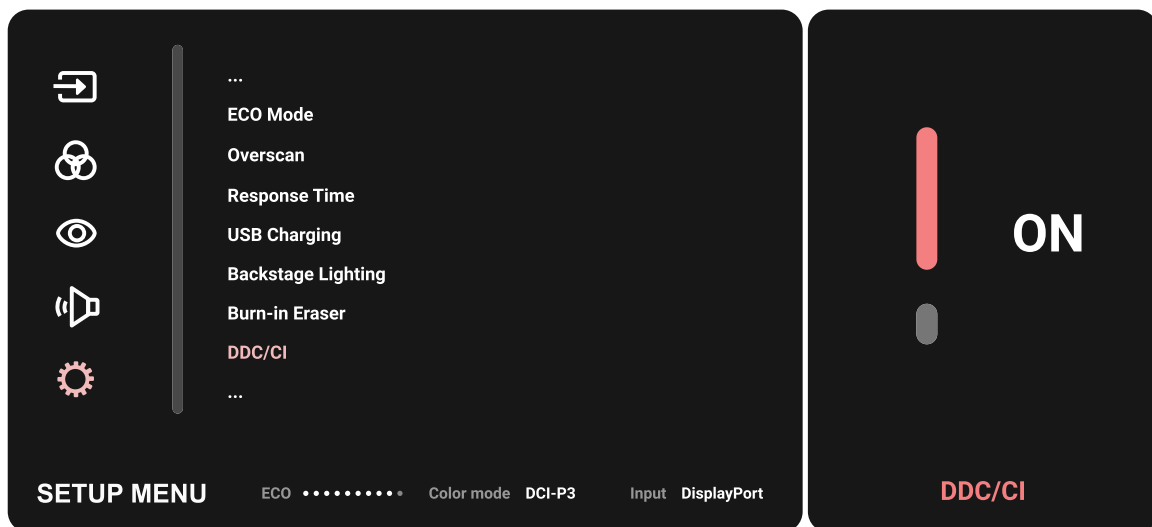 ...
ECO Mode
Overscan
Response Time
USB Charging
Backstage Lighting
Burn-in Eraser
DDC/CI
...
SETUP MENU ECO Color mode DCI-P3 Input DisplayPort
ON
DDC/CI